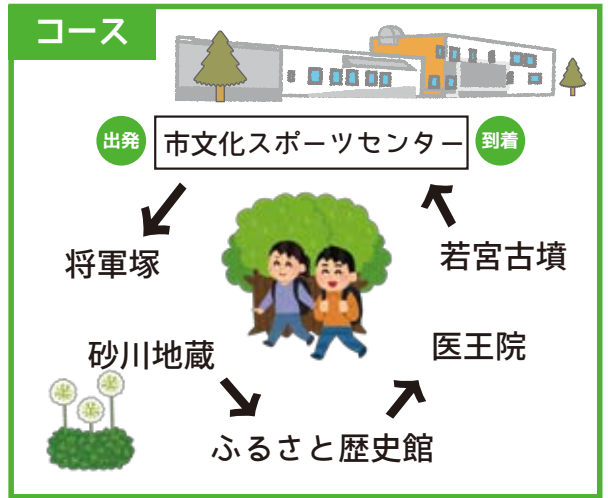 コース
出発
市文化スポーツセンター
到着
将軍塚
若宮古墳
砂川地蔵
医王院
ふるさと歴史館